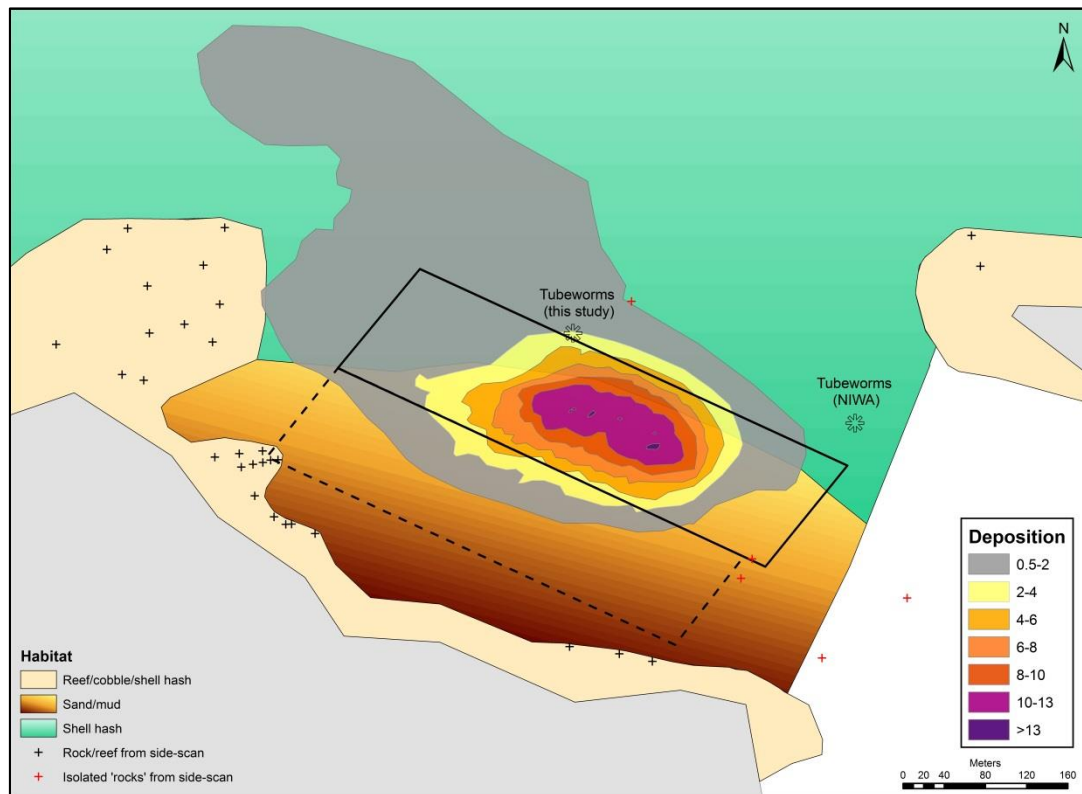 N
Tubeworms
(this study)
Tubeworms
(NIWA)
Habitat
Reef/cobble/shell hash
Sand/mud
Shell hash
Rock/reef from side-scan
Isolated 'rocks' from side-scan
Deposition
0.5-2
2-4
4-6
6-8
8-10
10-13
>13
Meters
0 20 40 80 120 160